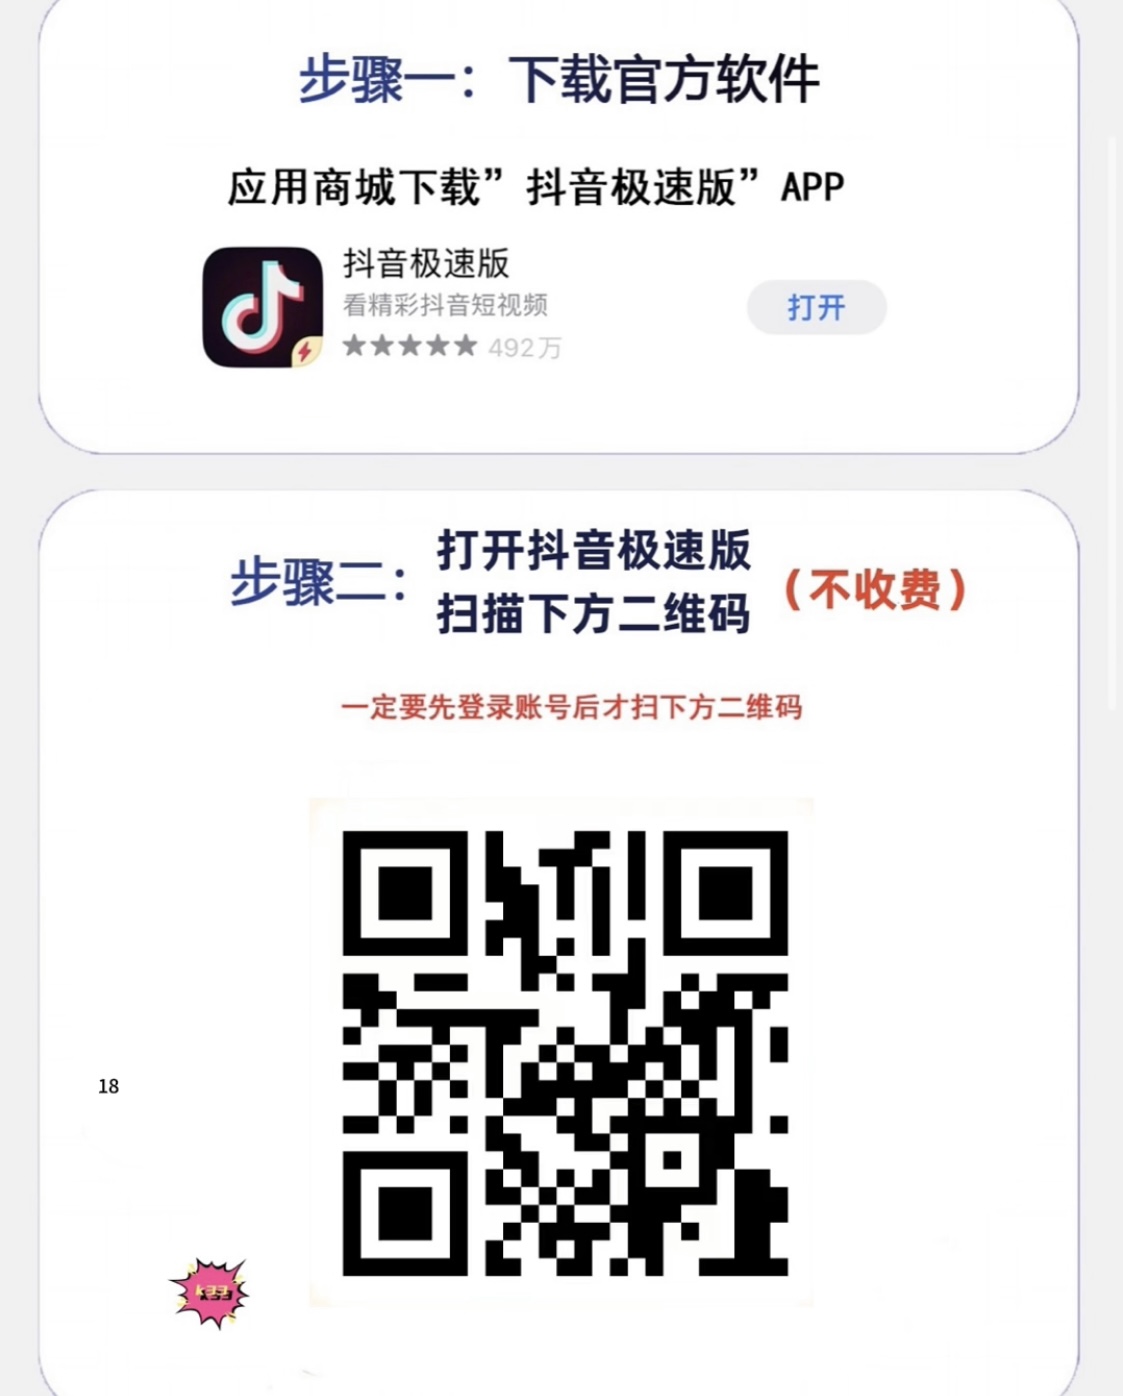 步骤一：下载官方软件
应用商城下载”抖音极速版”APP
抖音极速版
看精彩抖音短视频
492万
打开
步骤二：
打开抖音极速版
扫描下方二维码
（不收费）
一定要先登录账号后才扫下方二维码
18
k33